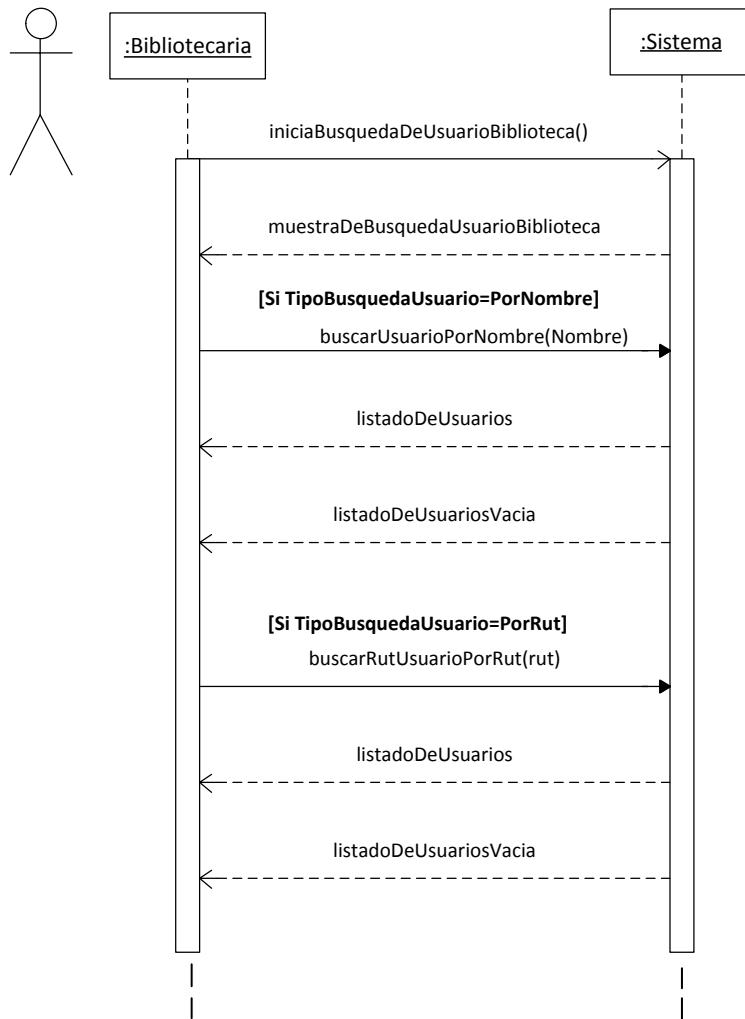 :Bibliotecaria
:Sistema
iniciaBusquedaDeUsuarioBiblioteca()
muestraDeBusquedaUsuarioBiblioteca
[Si TipoBusquedaUsuario=PorNombre]
buscarUsuarioPorNombre(Nombre)
listadoDeUsuarios
listadoDeUsuariosVacia
[Si TipoBusquedaUsuario=PorRut]
buscarRutUsuarioPorRut(rut)
listadoDeUsuarios
listadoDeUsuariosVacia